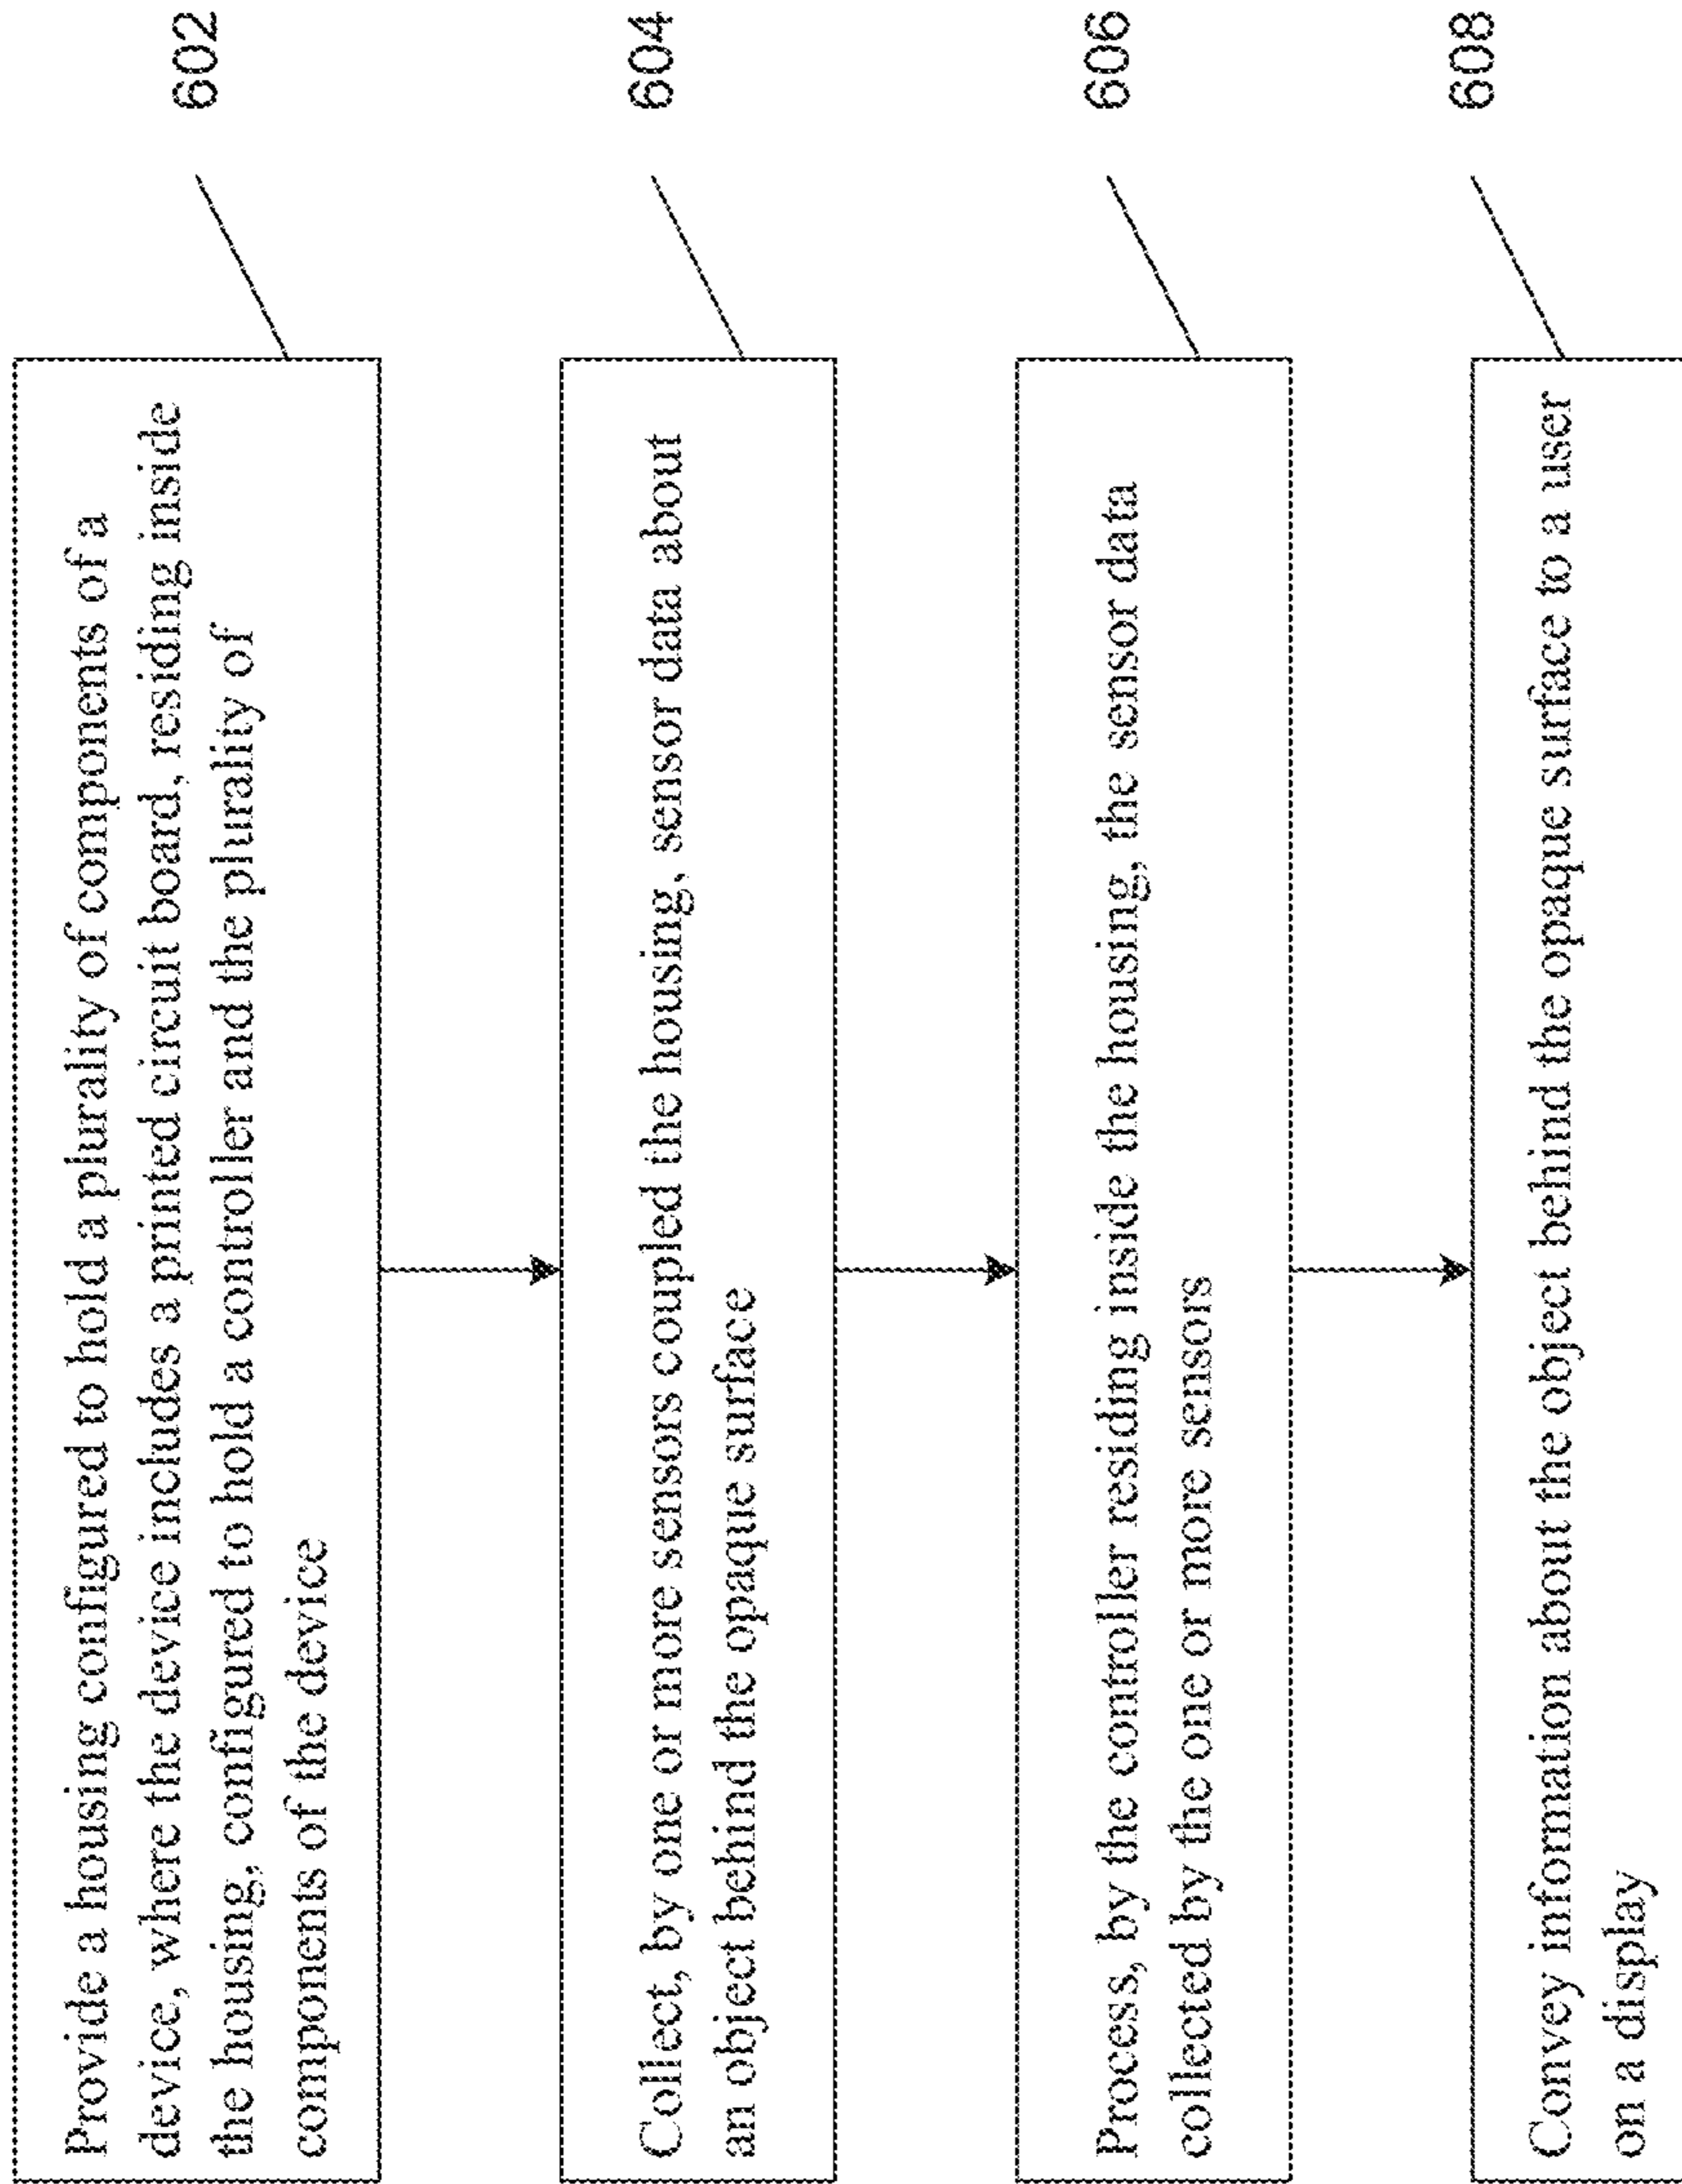 Provide a housing configured to hold a plurality of components of a
device, where the device includes a printed circuit board, residing inside
the housing, configured to hold a controller and the plurality of
components of the device
602
Collect, by one or more sensors coupled the housing, sensor data about
an object behind the opaque surface
604
Process, by the controller residing inside the housing, the sensor data
collected by the one or more sensors
606
Convey information about the object behind the opaque surface to a user
on a display
608